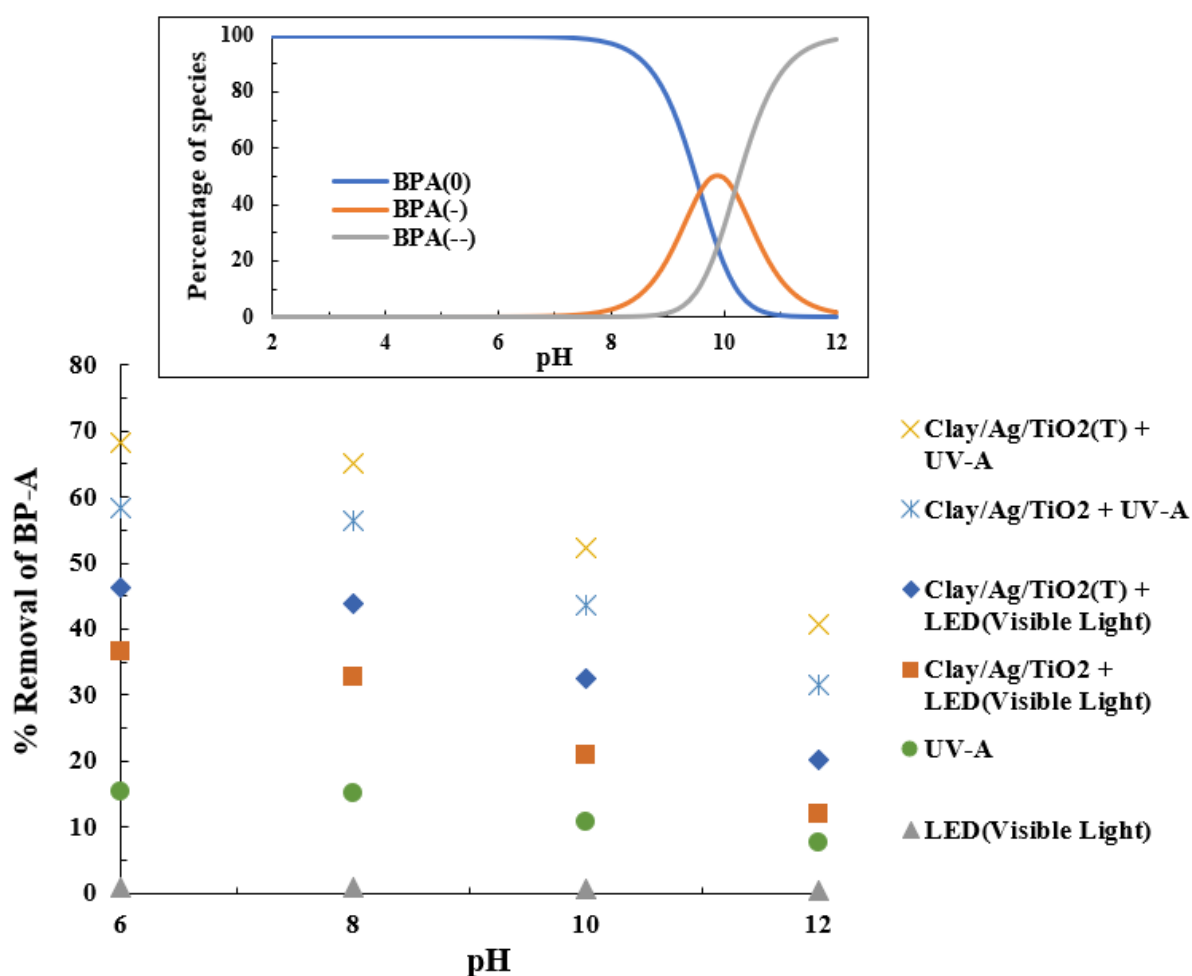 100
80
60
40
20
0
Percentage of species
BPA(0)
BPA(-)
BPA(--)
2 4 6 8 10 12
pH
80
70
60
50
40
30
20
10
0
% Removal of BP-A
6 8 10 12
pH
Clay/Ag/TiO2(T) +
UV-A
Clay/Ag/TiO2 + UV-A
Clay/Ag/TiO2(T) +
LED(Visible Light)
Clay/Ag/TiO2 +
LED(Visible Light)
UV-A
LED(Visible Light)